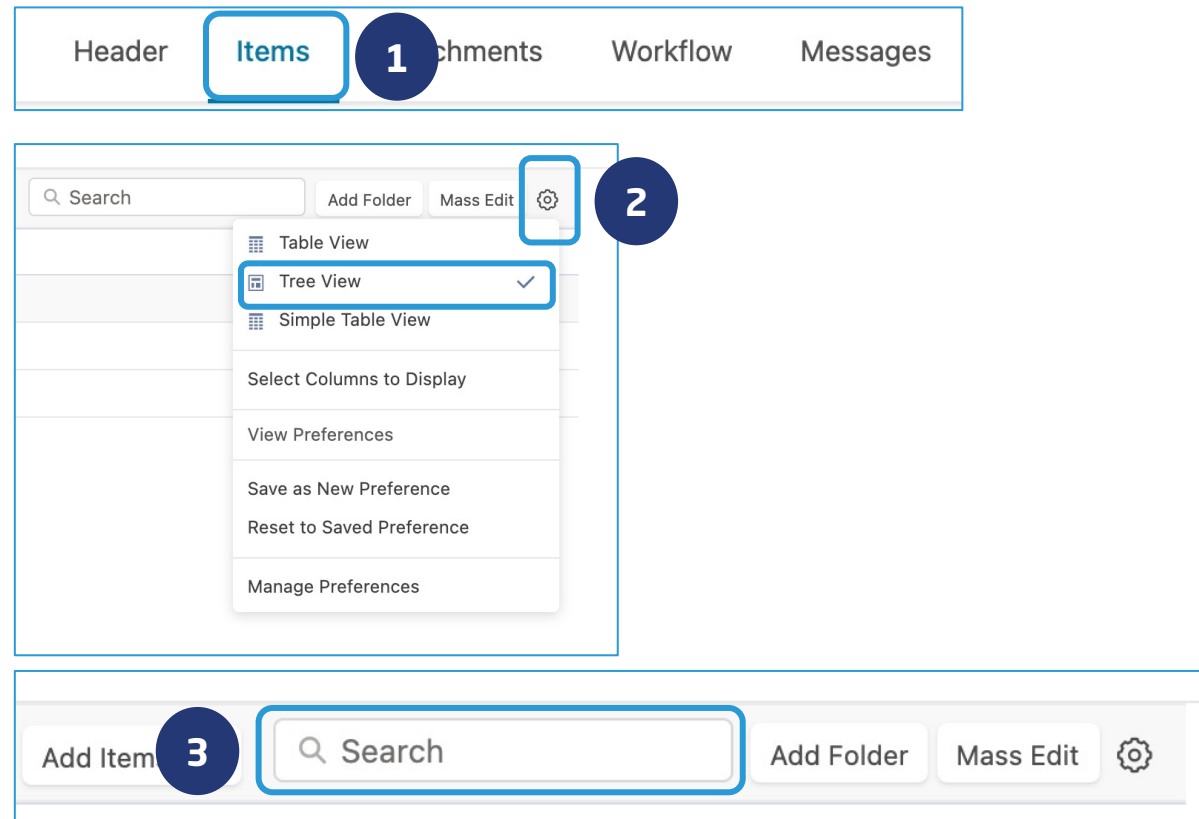 Header Items 1 chments Workflow Messages
Search Add Folder Mass Edit 2
Table View
Tree View
Simple Table View
Select Columns to Display
View Preferences
Save as New Preference
Reset to Saved Preference
Manage Preferences
Add Item 3 Search Add Folder Mass Edit